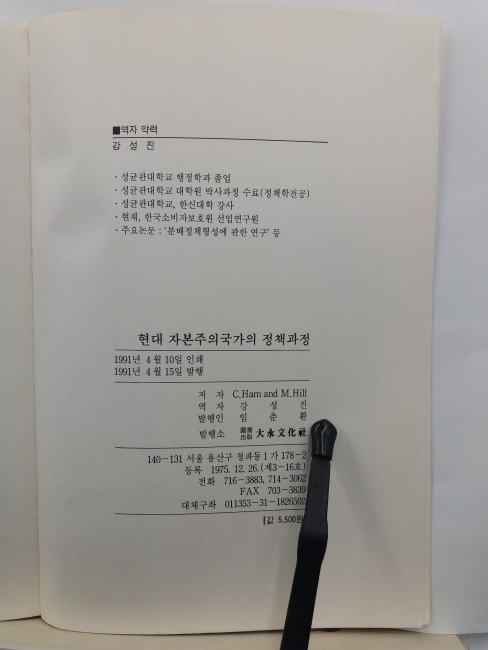 ■역자 약력
강 성 진
· 성균관대학교 행정학과 졸업
· 성균관대학교 대학원 박사과정 수료(정책학전공)
· 성균관대학교, 한신대학 강사
· 현재, 한국소비자보호원 선임연구원
· 주요논문 : ‘분배정책형성에 관한 연구’ 등
현대 자본주의국가의 정책과정
1991년 4월 10일 인쇄
1991년 4월 15일 발행
저 자 C.Ham and M.Hill
역 자 강 성 진
발행인 임 춘 환
발행소 圖書出版 大永文化社
140-131 서울 용산구 청파동 1가 178-2
등록 1975. 12. 26. (제3-16호)
전화 716-3883, 714-3062
FAX 703-3839
대체구좌 011353-31-1826502
[값 5,500원